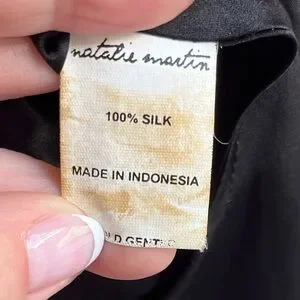 natalie martin
100% SILK
MADE IN INDONESIA